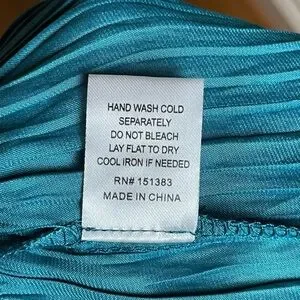 HAND WASH COLD
SEPARATELY
DO NOT BLEACH
LAY FLAT TO DRY
COOL IRON IF NEEDED
RN# 151383
MADE IN CHINA